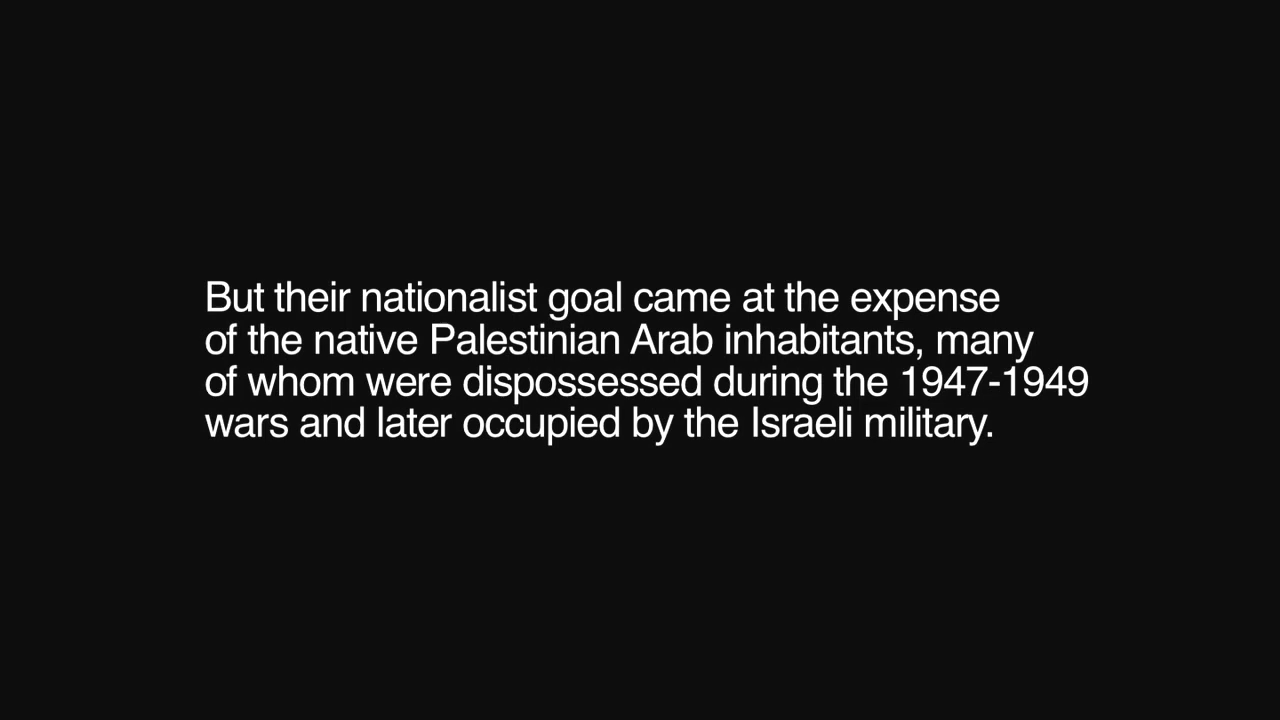 But their nationalist goal came at the expense
of the native Palestinian Arab inhabitants, many
of whom were dispossessed during the 1947-1949
wars and later occupied by the Israeli military.